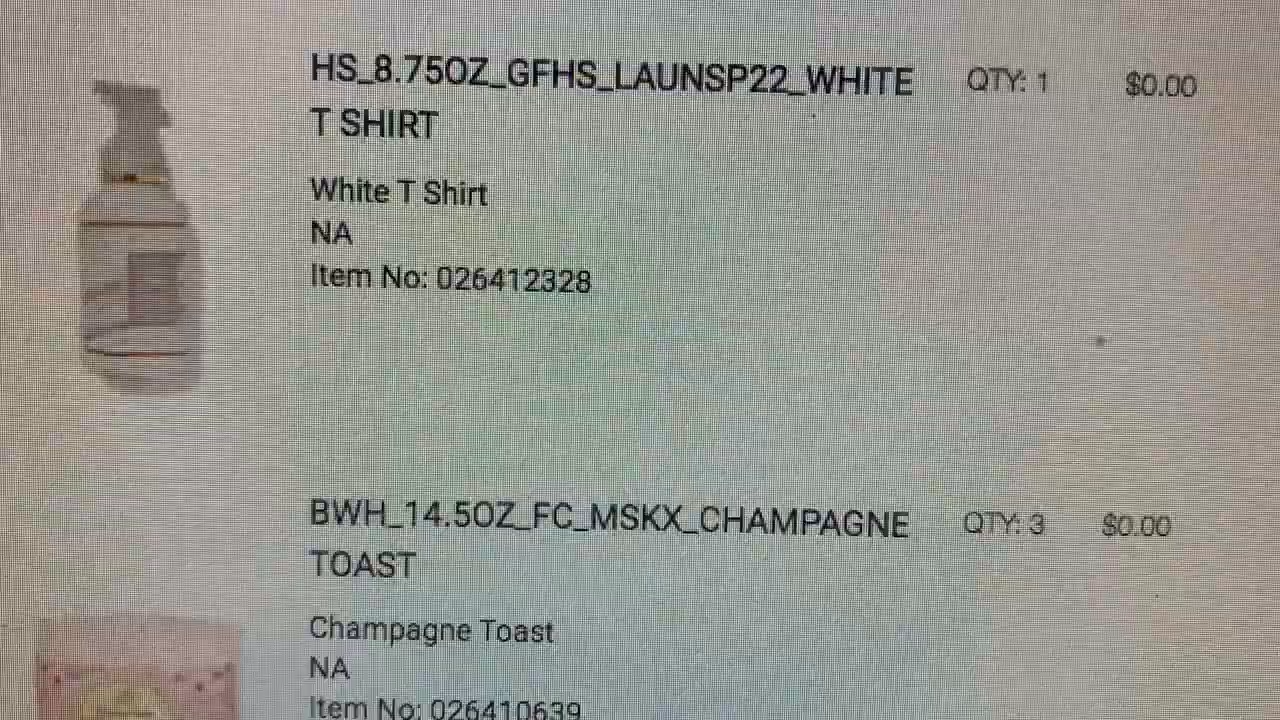 HS_8.75OZ_GFHS_LAUNSP22_WHITE QTY: 1 $0.00
T SHIRT
White T Shirt
NA
Item No: 026412328
BWH_14.5OZ_FC_MSKX_CHAMPAGNE QTY: 3 $0.00
TOAST
Champagne Toast
NA
Item No: 026410639